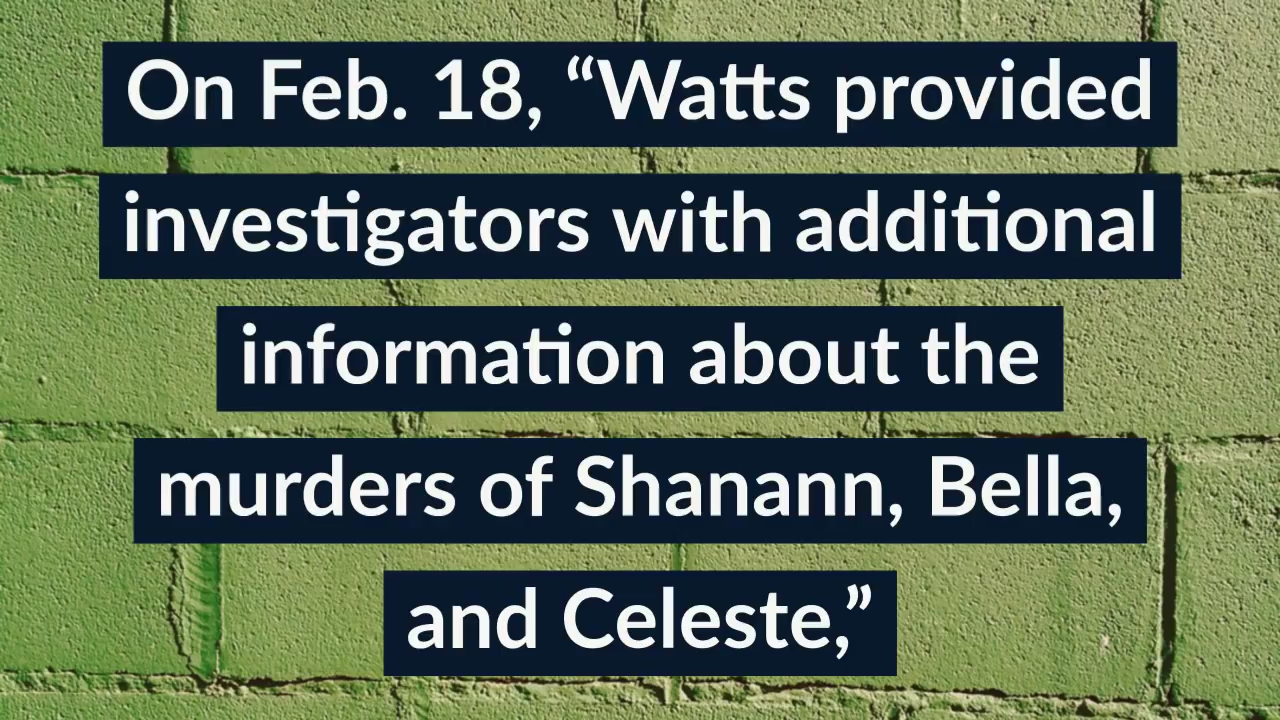 On Feb. 18, “Watts provided
investigators with additional
information about the
murders of Shanann, Bella,
and Celeste,”